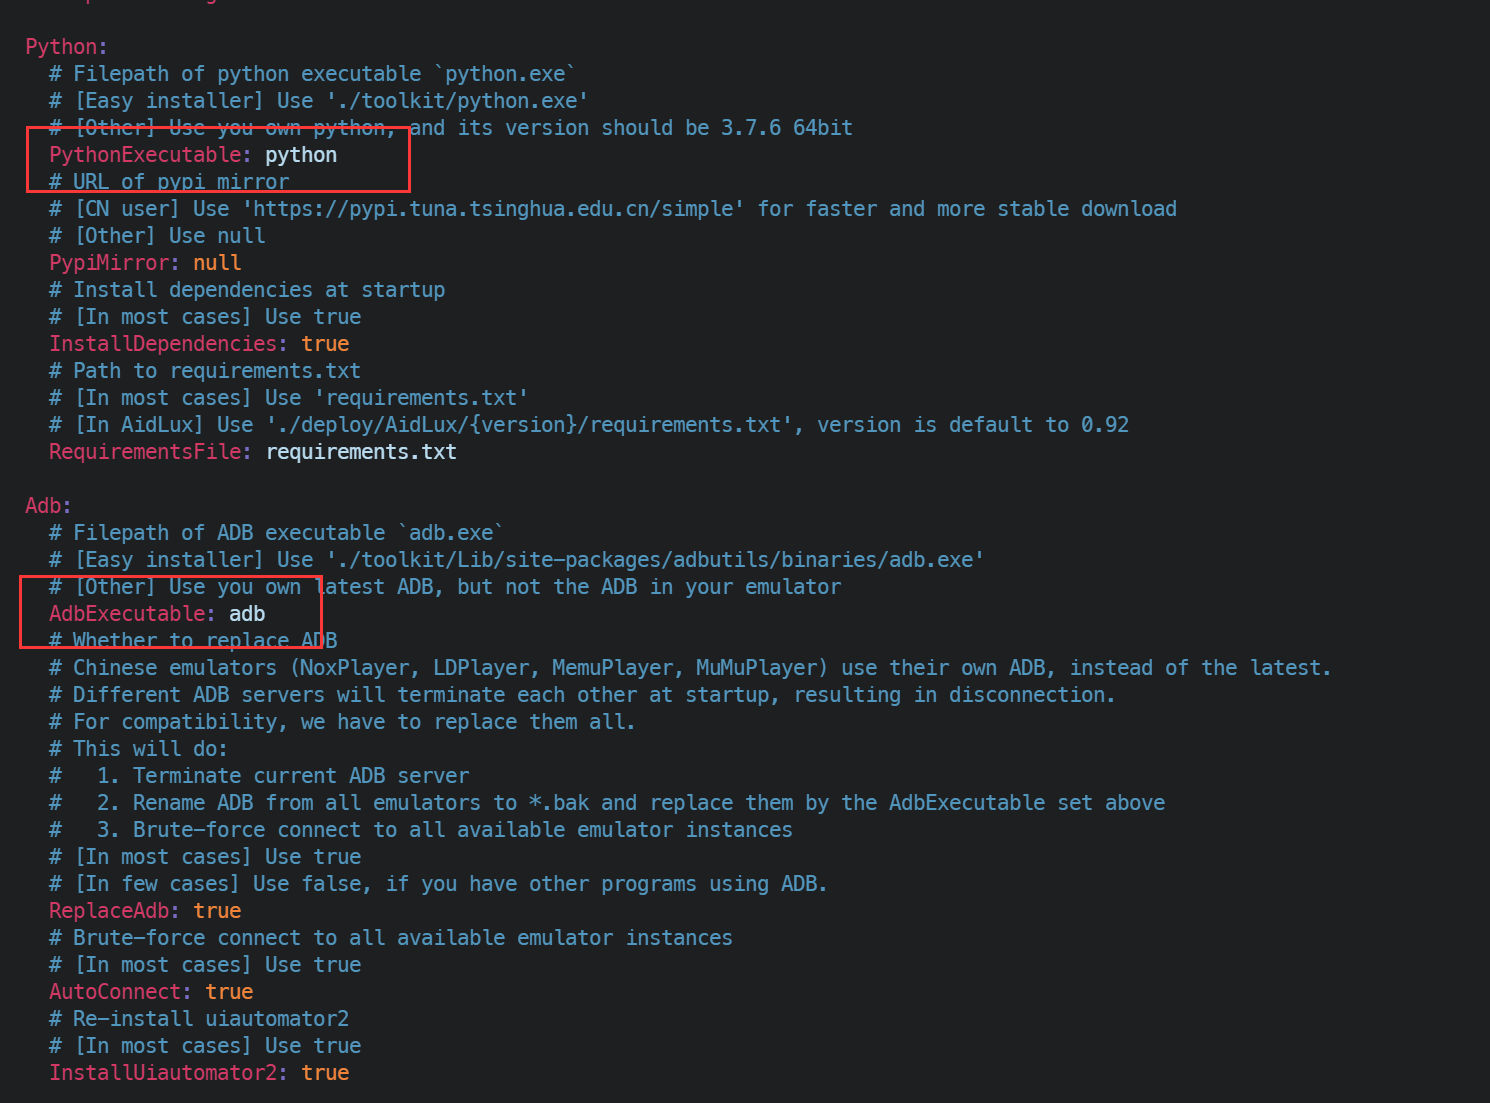 Python:
  # Filepath of python executable `python.exe`
  # [Easy installer] Use './toolkit/python.exe'
  # [Other] Use you own python, and its version should be 3.7.6 64bit
  PythonExecutable: python
  # URL of pypi mirror
  # [CN user] Use 'https://pypi.tuna.tsinghua.edu.cn/simple' for faster and more stable download
  # [Other] Use null
  PypiMirror: null
  # Install dependencies at startup
  # [In most cases] Use true
  InstallDependencies: true
  # Path to requirements.txt
  # [In most cases] Use 'requirements.txt'
  # [In AidLux] Use './deploy/AidLux/{version}/requirements.txt', version is default to 0.92
  RequirementsFile: requirements.txt

Adb:
  # Filepath of ADB executable `adb.exe`
  # [Easy installer] Use './toolkit/Lib/site-packages/adbutils/binaries/adb.exe'
  # [Other] Use you own latest ADB, but not the ADB in your emulator
  AdbExecutable: adb
  # Whether to replace ADB
  # Chinese emulators (NoxPlayer, LDPlayer, MemuPlayer, MuMuPlayer) use their own ADB, instead of the latest.
  # Different ADB servers will terminate each other at startup, resulting in disconnection.
  # For compatibility, we have to replace them all.
  # This will do:
  #   1. Terminate current ADB server
  #   2. Rename ADB from all emulators to *.bak and replace them by the AdbExecutable set above
  #   3. Brute-force connect to all available emulator instances
  # [In most cases] Use true
  # [In few cases] Use false, if you have other programs using ADB.
  ReplaceAdb: true
  # Brute-force connect to all available emulator instances
  # [In most cases] Use true
  AutoConnect: true
  # Re-install uiautomator2
  # [In most cases] Use true
  InstallUiautomator2: true